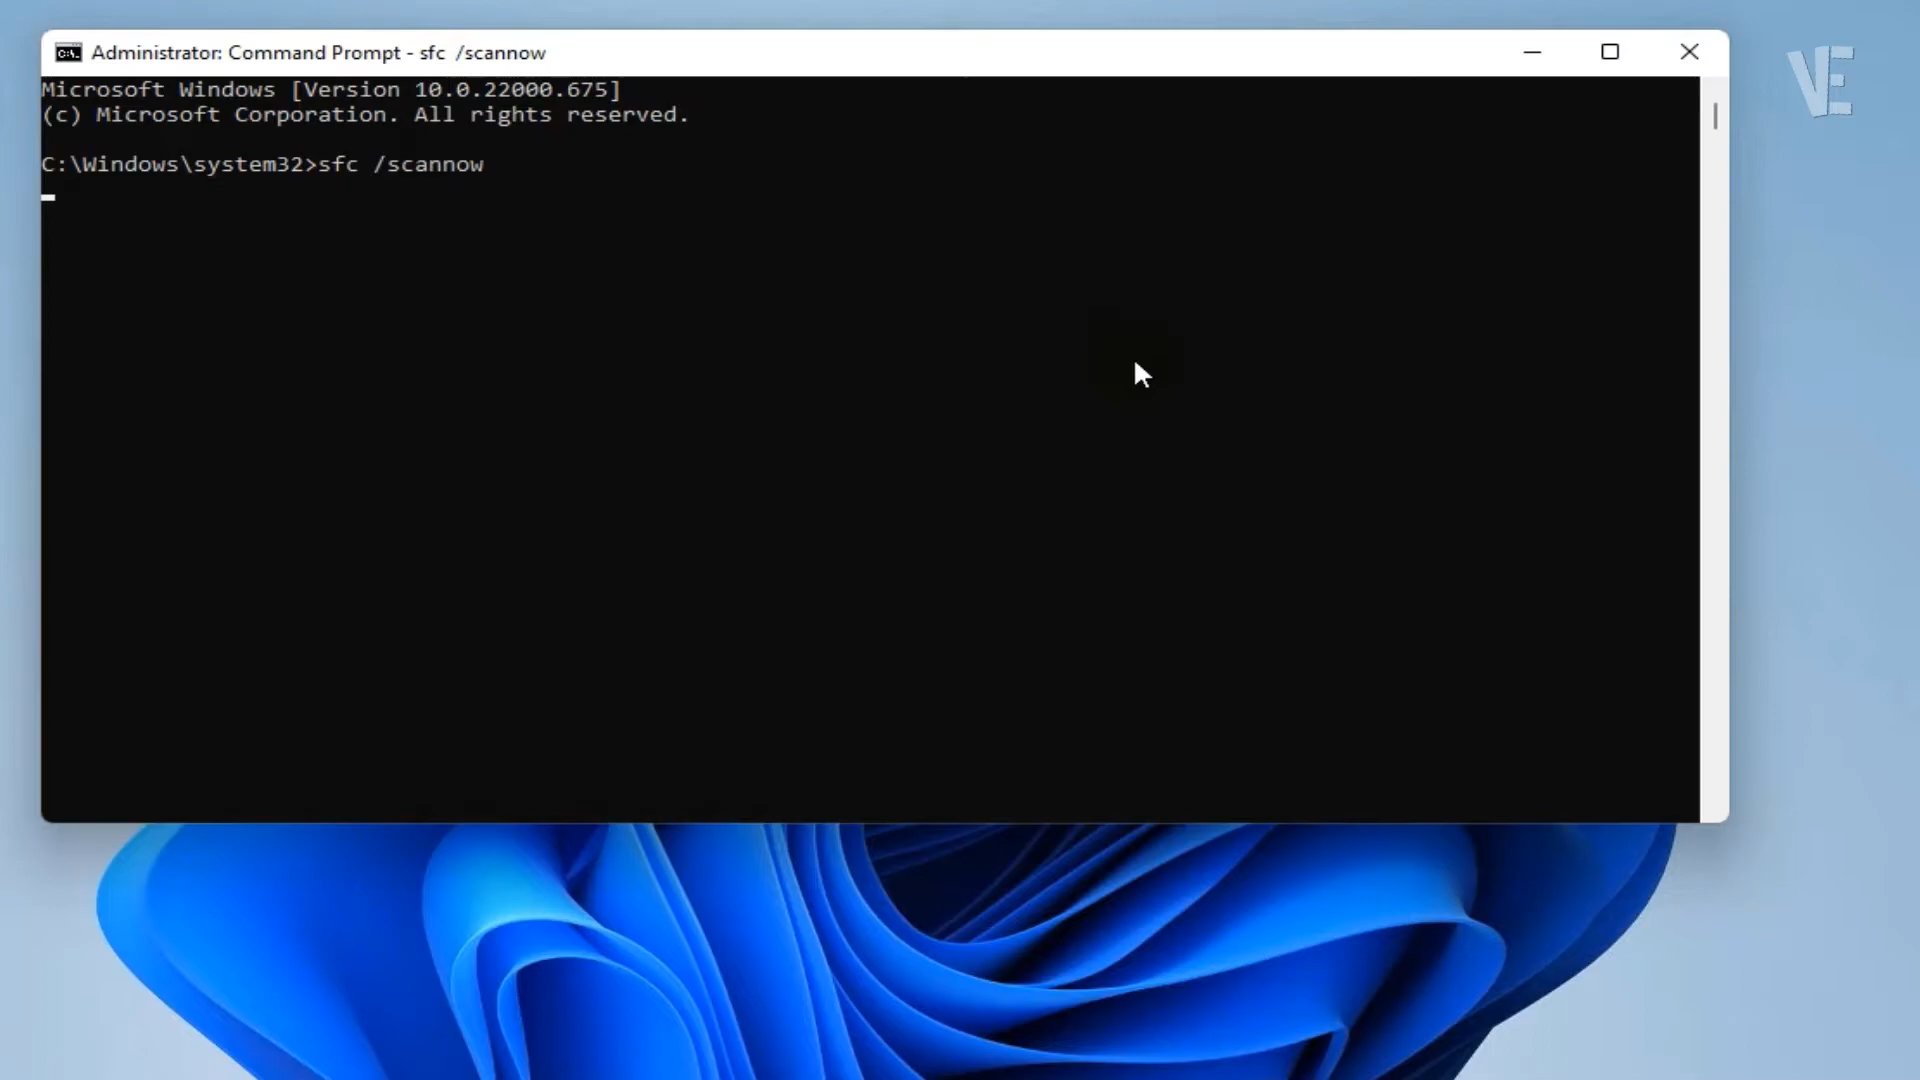 Administrator: Command Prompt - sfc  /scannow
VE
Microsoft Windows [Version 10.0.22000.675]
(c) Microsoft Corporation. All rights reserved.
C:\Windows\system32>sfc /scannow